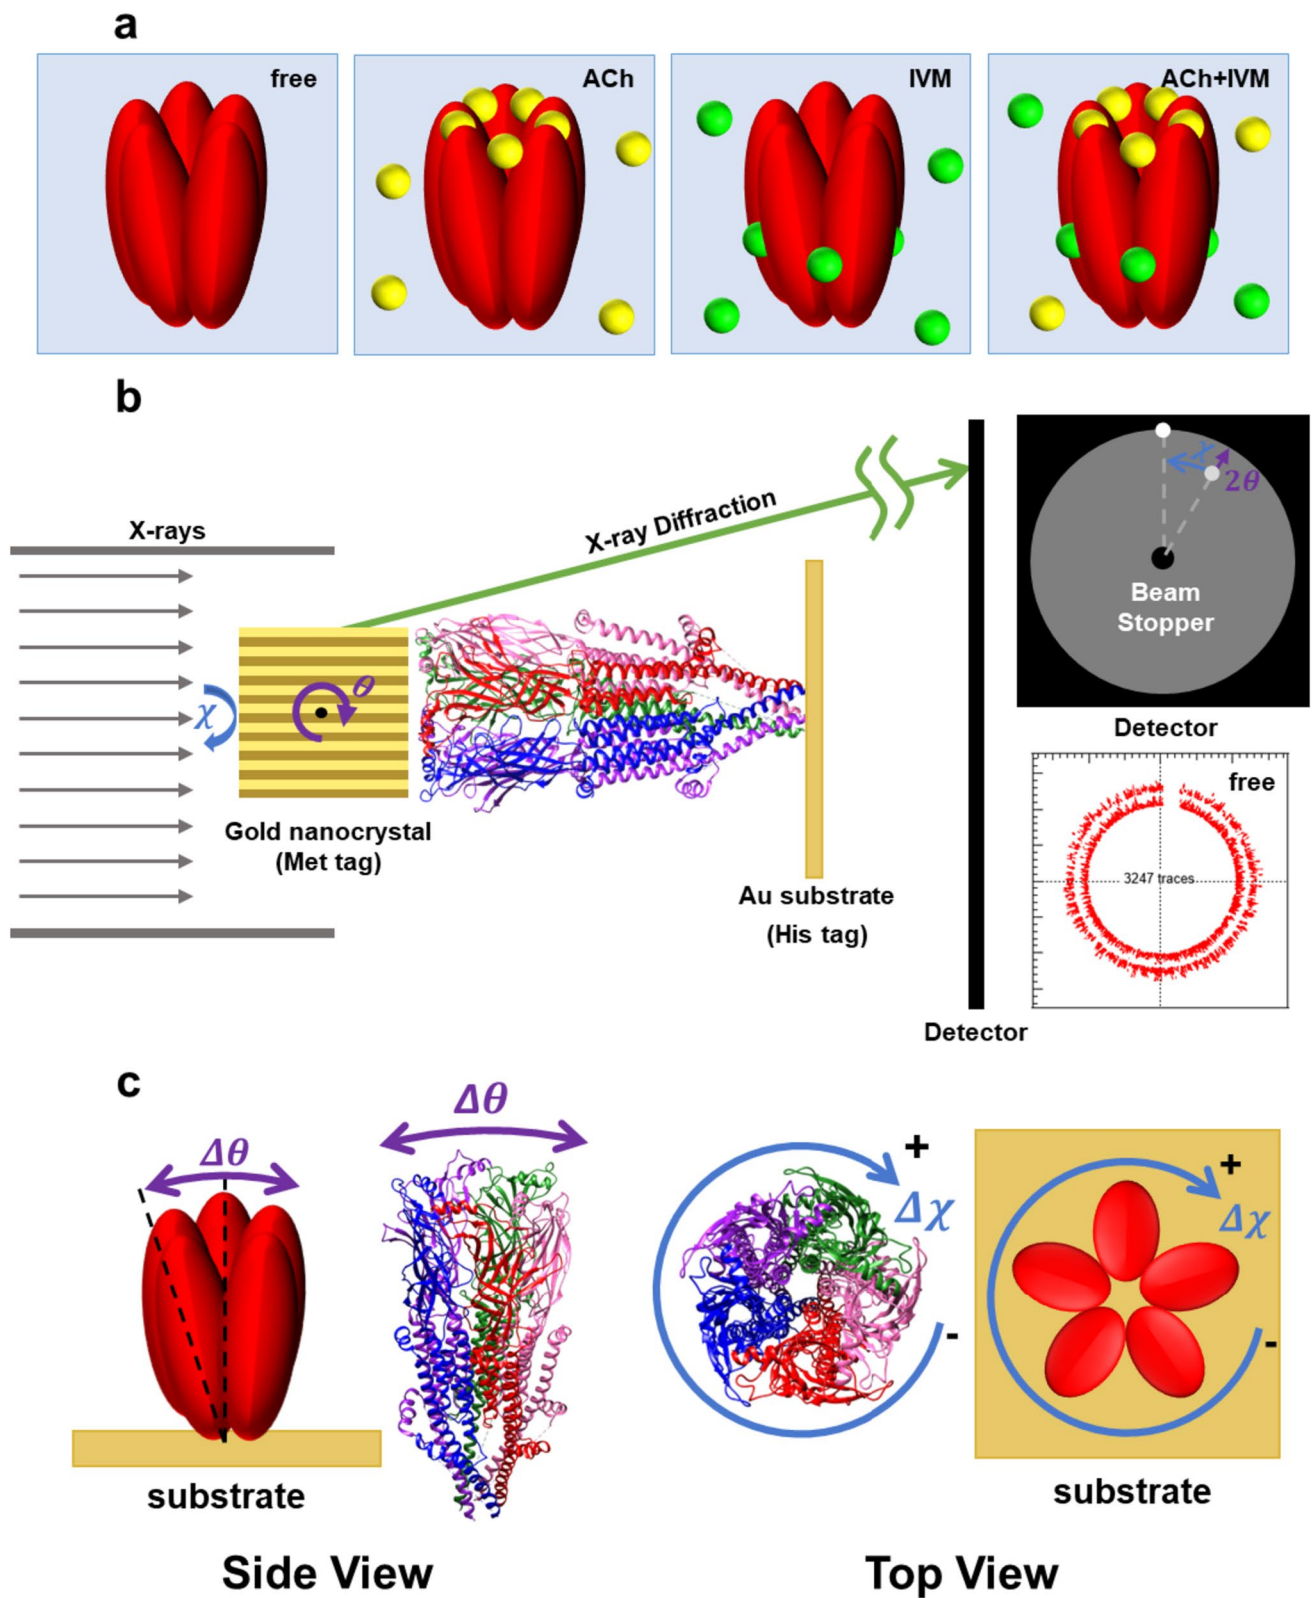 a
free
ACh
IVM
ACh+IVM
b
X-rays
χ
θ
Gold nanocrystal
(Met tag)
X-ray Diffraction
Au substrate
(His tag)
Detector
χ
2θ
Beam
Stopper
Detector
free
3247 traces
c
Δθ
substrate
Δθ
Side View
+
Δχ
-
+
Δχ
-
substrate
Top View